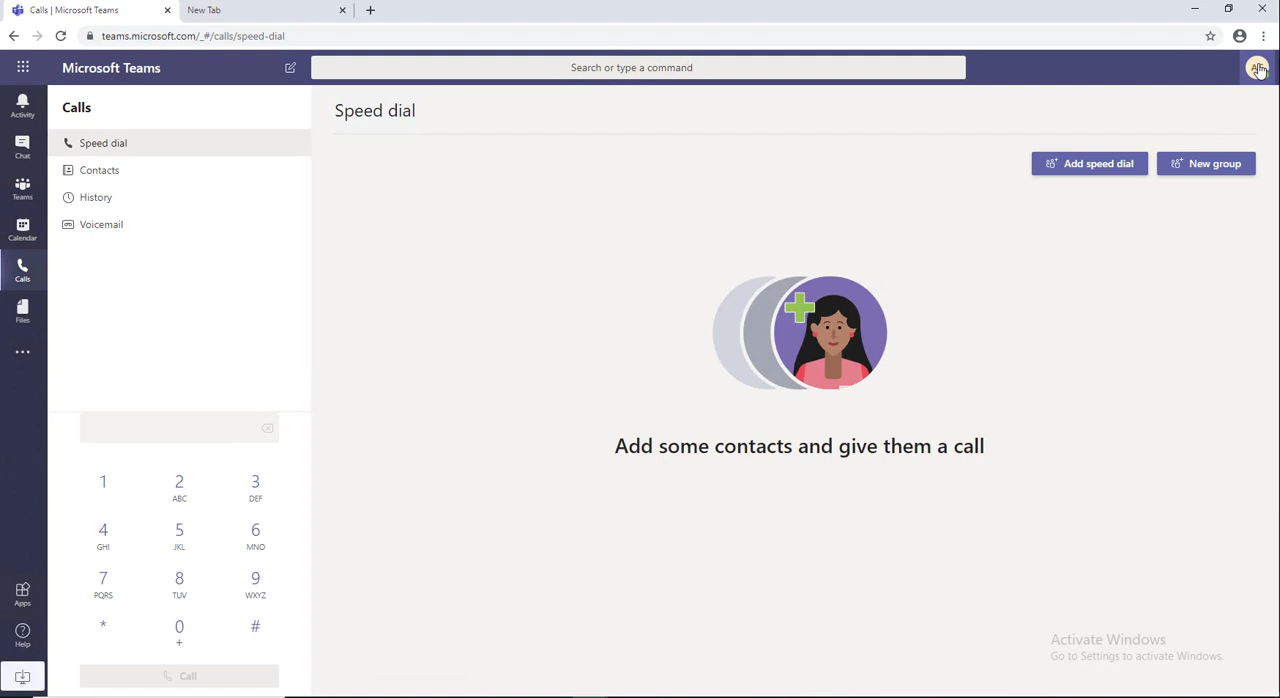 Calls | Microsoft Teams
New Tab
teams.microsoft.com/_#/calls/speed-dial
Microsoft Teams
Search or type a command
Activity
Chat
Teams
Calendar
Calls
Files
Apps
Help
Calls
Speed dial
Contacts
History
Voicemail
1
2
3
ABC
DEF
4
5
6
GHI
JKL
MNO
7
8
9
PQRS
TUV
WXYZ
*
0
#
+
Call
Speed dial
Add speed dial
New group
Add some contacts and give them a call
Activate Windows
Go to Settings to activate Windows.